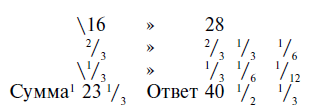 \16 » 28
2/3 » 2/3 1/3 1/6
\1/3 » 1/3 1/6 1/12
Сумма¹ 23 1/3 Ответ 40 1/2 1/3